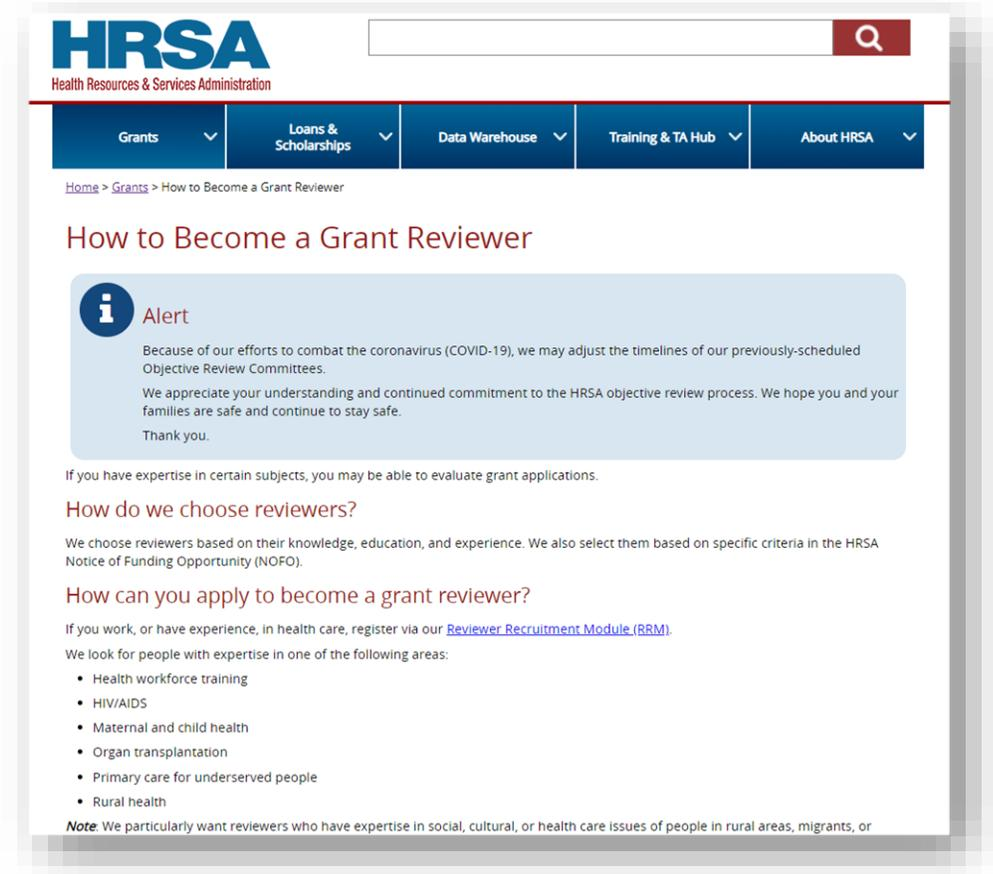 HRSA
Health Resources & Services Administration
Grants
Loans &
Scholarships
Data Warehouse
Training & TA Hub
About HRSA
Home > Grants > How to Become a Grant Reviewer
How to Become a Grant Reviewer
i
Alert
Because of our efforts to combat the coronavirus (COVID-19), we may adjust the timelines of our previously-scheduled
Objective Review Committees.
We appreciate your understanding and continued commitment to the HRSA objective review process. We hope you and your
families are safe and continue to stay safe.
Thank you.
If you have expertise in certain subjects, you may be able to evaluate grant applications.
How do we choose reviewers?
We choose reviewers based on their knowledge, education, and experience. We also select them based on specific criteria in the HRSA
Notice of Funding Opportunity (NOFO).
How can you apply to become a grant reviewer?
If you work, or have experience, in health care, register via our Reviewer Recruitment Module (RRM).
We look for people with expertise in one of the following areas:
• Health workforce training
• HIV/AIDS
• Maternal and child health
• Organ transplantation
• Primary care for underserved people
• Rural health
Note: We particularly want reviewers who have expertise in social, cultural, or health care issues of people in rural areas, migrants, or